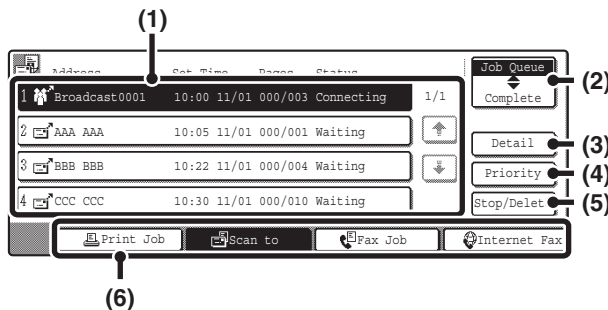 (1)
Address Set Time Pages Status
Job Queue
Complete
(2)
1 Broadcast0001 10:00 11/01 000/003 Connecting
1/1
2 AAA AAA 10:05 11/01 000/001 Waiting
Detail
(3)
3 BBB BBB 10:22 11/01 000/004 Waiting
Priority
(4)
4 CCC CCC 10:30 11/01 000/010 Waiting
Stop/Delet
(5)
Print Job Scan to Fax Job Internet Fax
(6)